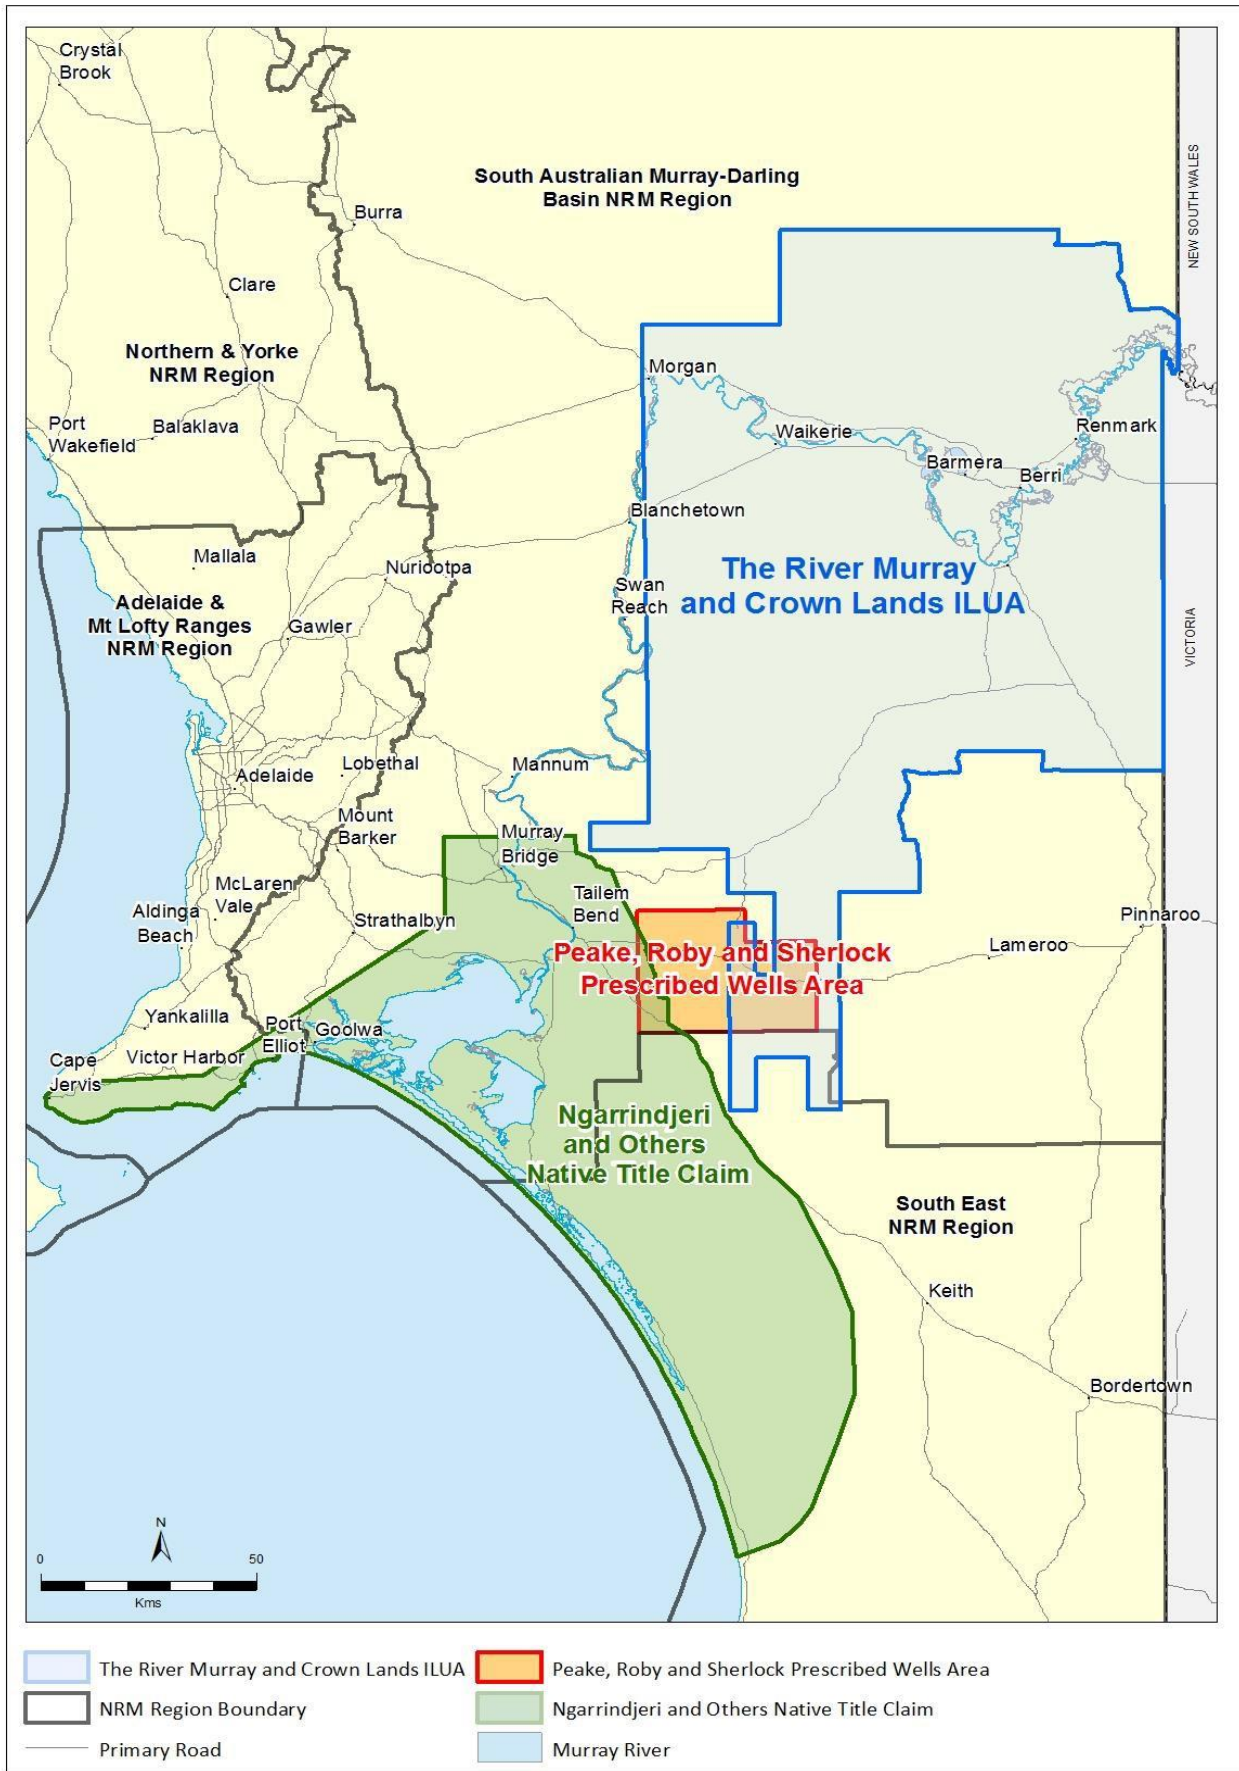 Crystal
Brook
South Australian Murray-Darling
Basin NRM Region
NEW SOUTH WALES
Burra
Clare
Northern & Yorke
NRM Region
Morgan
Port
Wakefield
Balaklava
Waikerie
Renmark
Barmera
Berri
Blanchetown
Mallala
Nuriootpa
The River Murray
and Crown Lands ILUA
Swan
Reach
Adelaide &
Mt Lofty Ranges
NRM Region
Gawler
VICTORIA
Lobethal
Mannum
Adelaide
Mount
Barker
Murray
Bridge
McLaren
Vale
Tailem
Bend
Aldinga
Beach
Strathalbyn
Pinnaroo
Lameroo
Peake, Roby and Sherlock
Prescribed Wells Area
Yankalilla
Port
Elliot
Goolwa
Victor Harbor
Cape
Jervis
Ngarrindjeri
and Others
Native Title Claim
South East
NRM Region
Keith
Bordertown
N
0 50
Kms
The River Murray and Crown Lands ILUA
Peake, Roby and Sherlock Prescribed Wells Area
NRM Region Boundary
Ngarrindjeri and Others Native Title Claim
Primary Road
Murray River